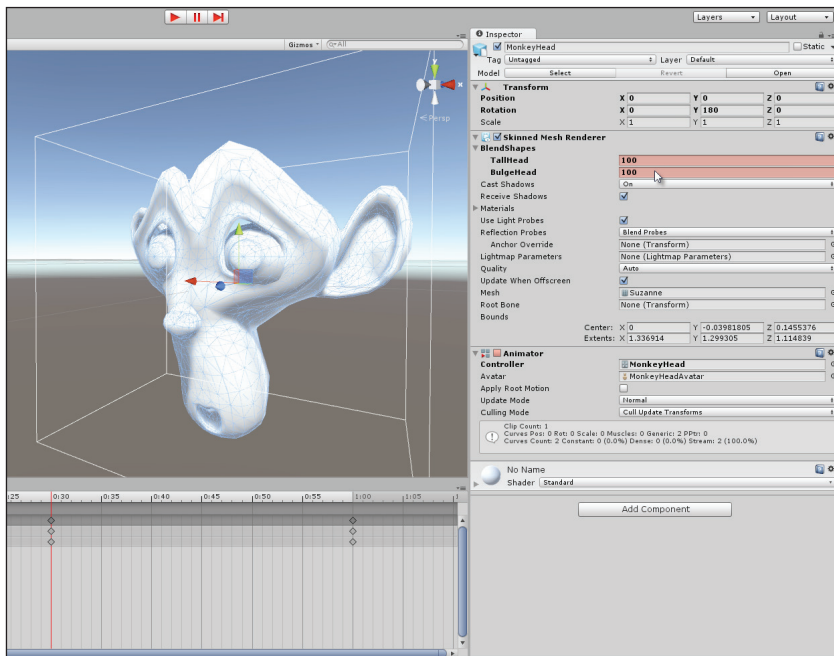 Layers Layout
Gizmos All
Inspector
MonkeyHead Static
Tag Untagged Layer Default
Model Select Revert Open
Transform
Position X 0 Y 0 Z 0
Rotation X 0 Y 180 Z 0
Scale X 1 Y 1 Z 1
Skinned Mesh Renderer
BlendShapes
TallHead 100
BulgeHead 100
Cast Shadows On
Receive Shadows
Materials
Use Light Probes
Reflection Probes Blend Probes
Anchor Override None (Transform)
Lightmap Parameters None (Lightmap Parameters)
Quality Auto
Update When Offscreen
Mesh Suzanne
Root Bone None (Transform)
Bounds
Center: X 0 Y -0.03981805 Z 0.1455376
Extents: X 1.336914 Y 1.299305 Z 1.114839
Animator
Controller MonkeyHead
Avatar MonkeyHeadAvatar
Apply Root Motion
Update Mode Normal
Culling Mode Cull Update Transforms
Clip Count: 1
Curves Pos: 0 Rot: 0 Scale: 0 Muscles: 0 Generic: 2 PPtr: 0
Curves Count: 2 Constant: 0 (0.0%) Dense: 0 (0.0%) Stream: 2 (100.0%)
No Name
Shader Standard
Add Component
y
x
Persp
:25 0:30 0:35 0:40 0:45 0:50 0:55 1:00 1:05